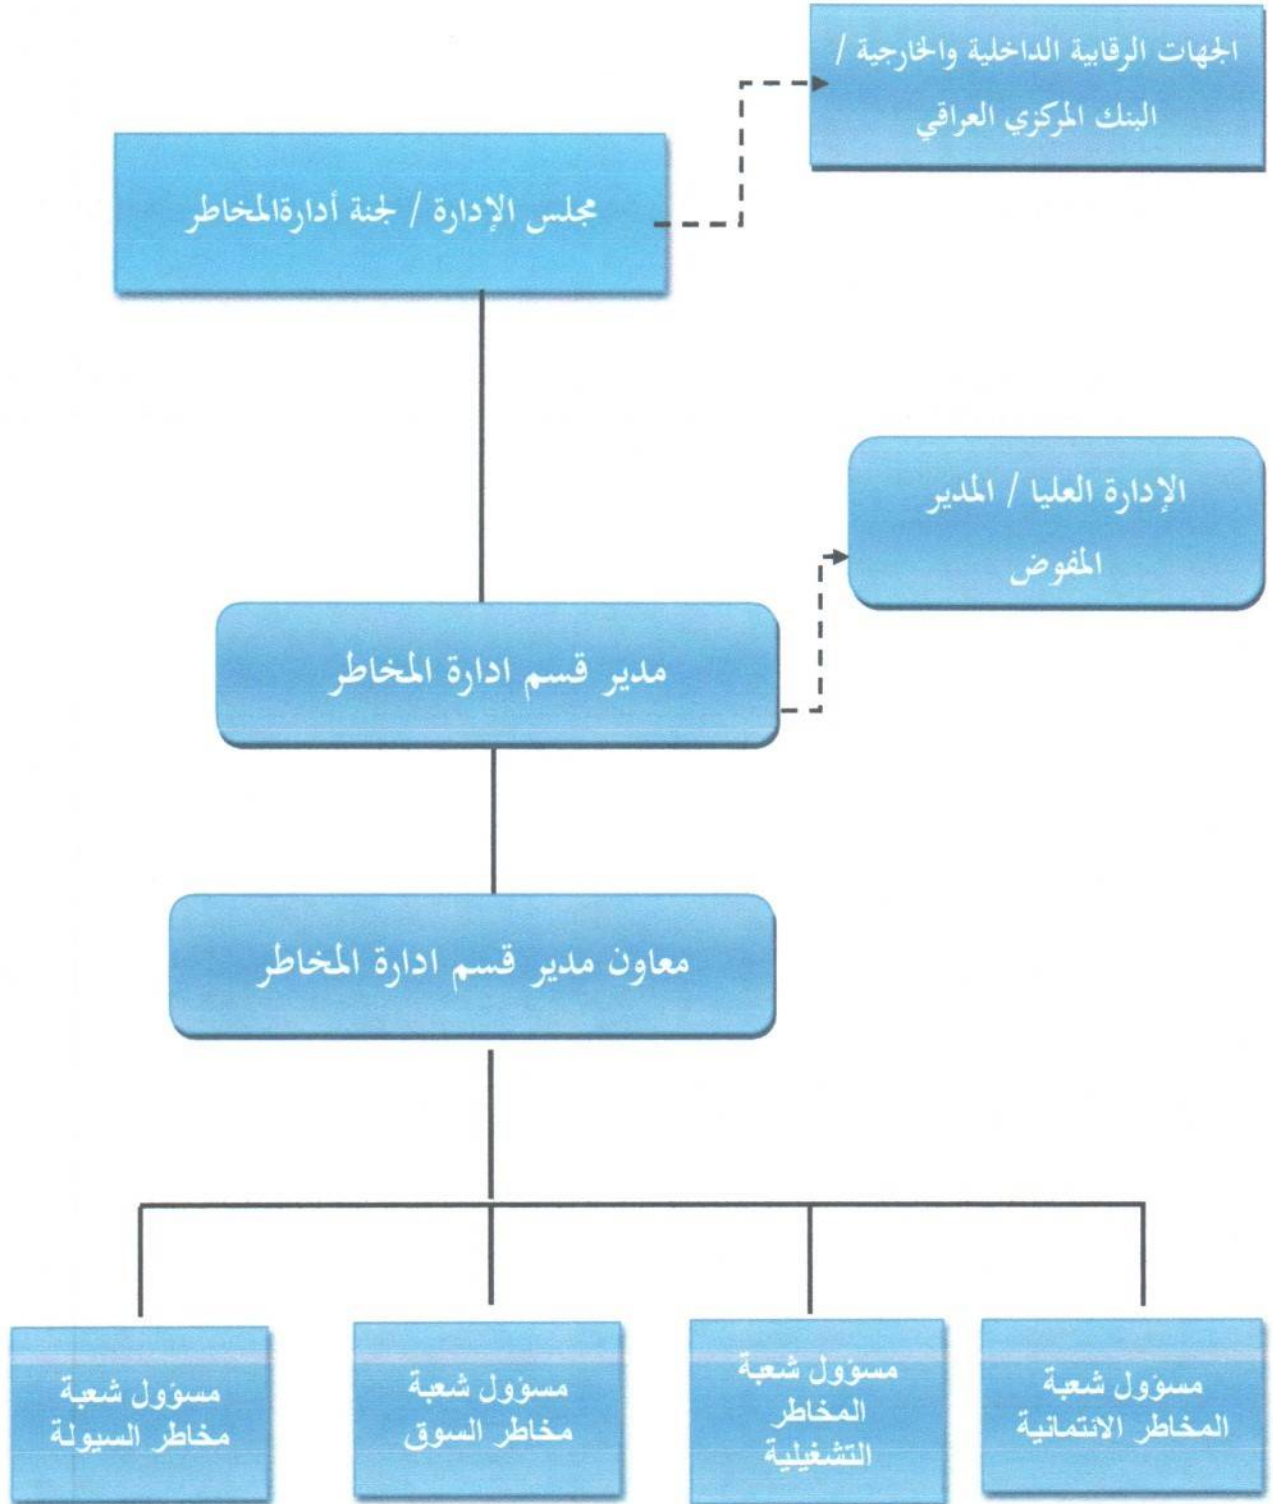 الجهات الرقابية الداخلية والخارجية /
البنك المركزي العراقي
مجلس الإدارة / لجنة أدارةالمخاطر
الإدارة العليا / المدير
المفوض
مدير قسم ادارة المخاطر
معاون مدير قسم ادارة المخاطر
مسؤول شعبة
المخاطر الائتمانية
مسؤول شعبة
المخاطر
التشغيلية
مسؤول شعبة
مخاطر السوق
مسؤول شعبة
مخاطر السيولة